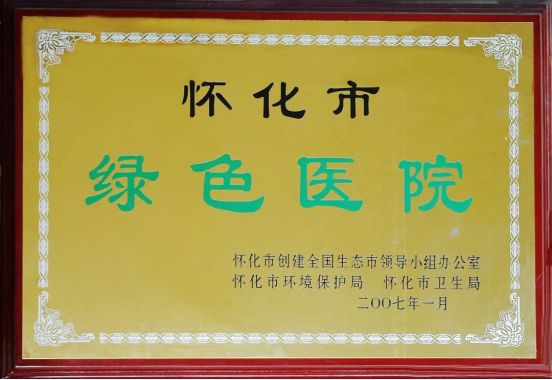 怀化市
绿色医院
怀化市创建全国生态市领导小组办公室
怀化市环境保护局 怀化市卫生局
二〇〇七年一月